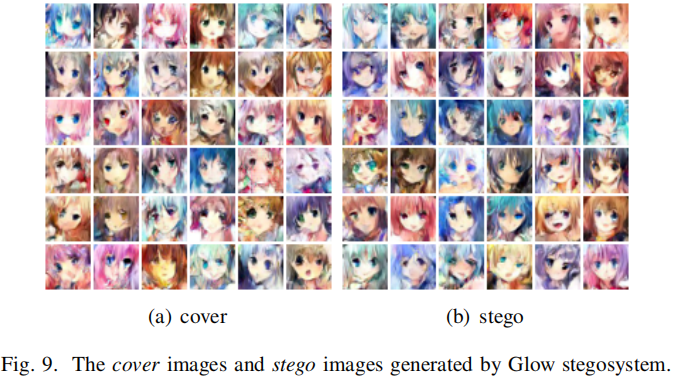 (a) cover
(b) stego
Fig. 9. The cover images and stego images generated by Glow stegosystem.